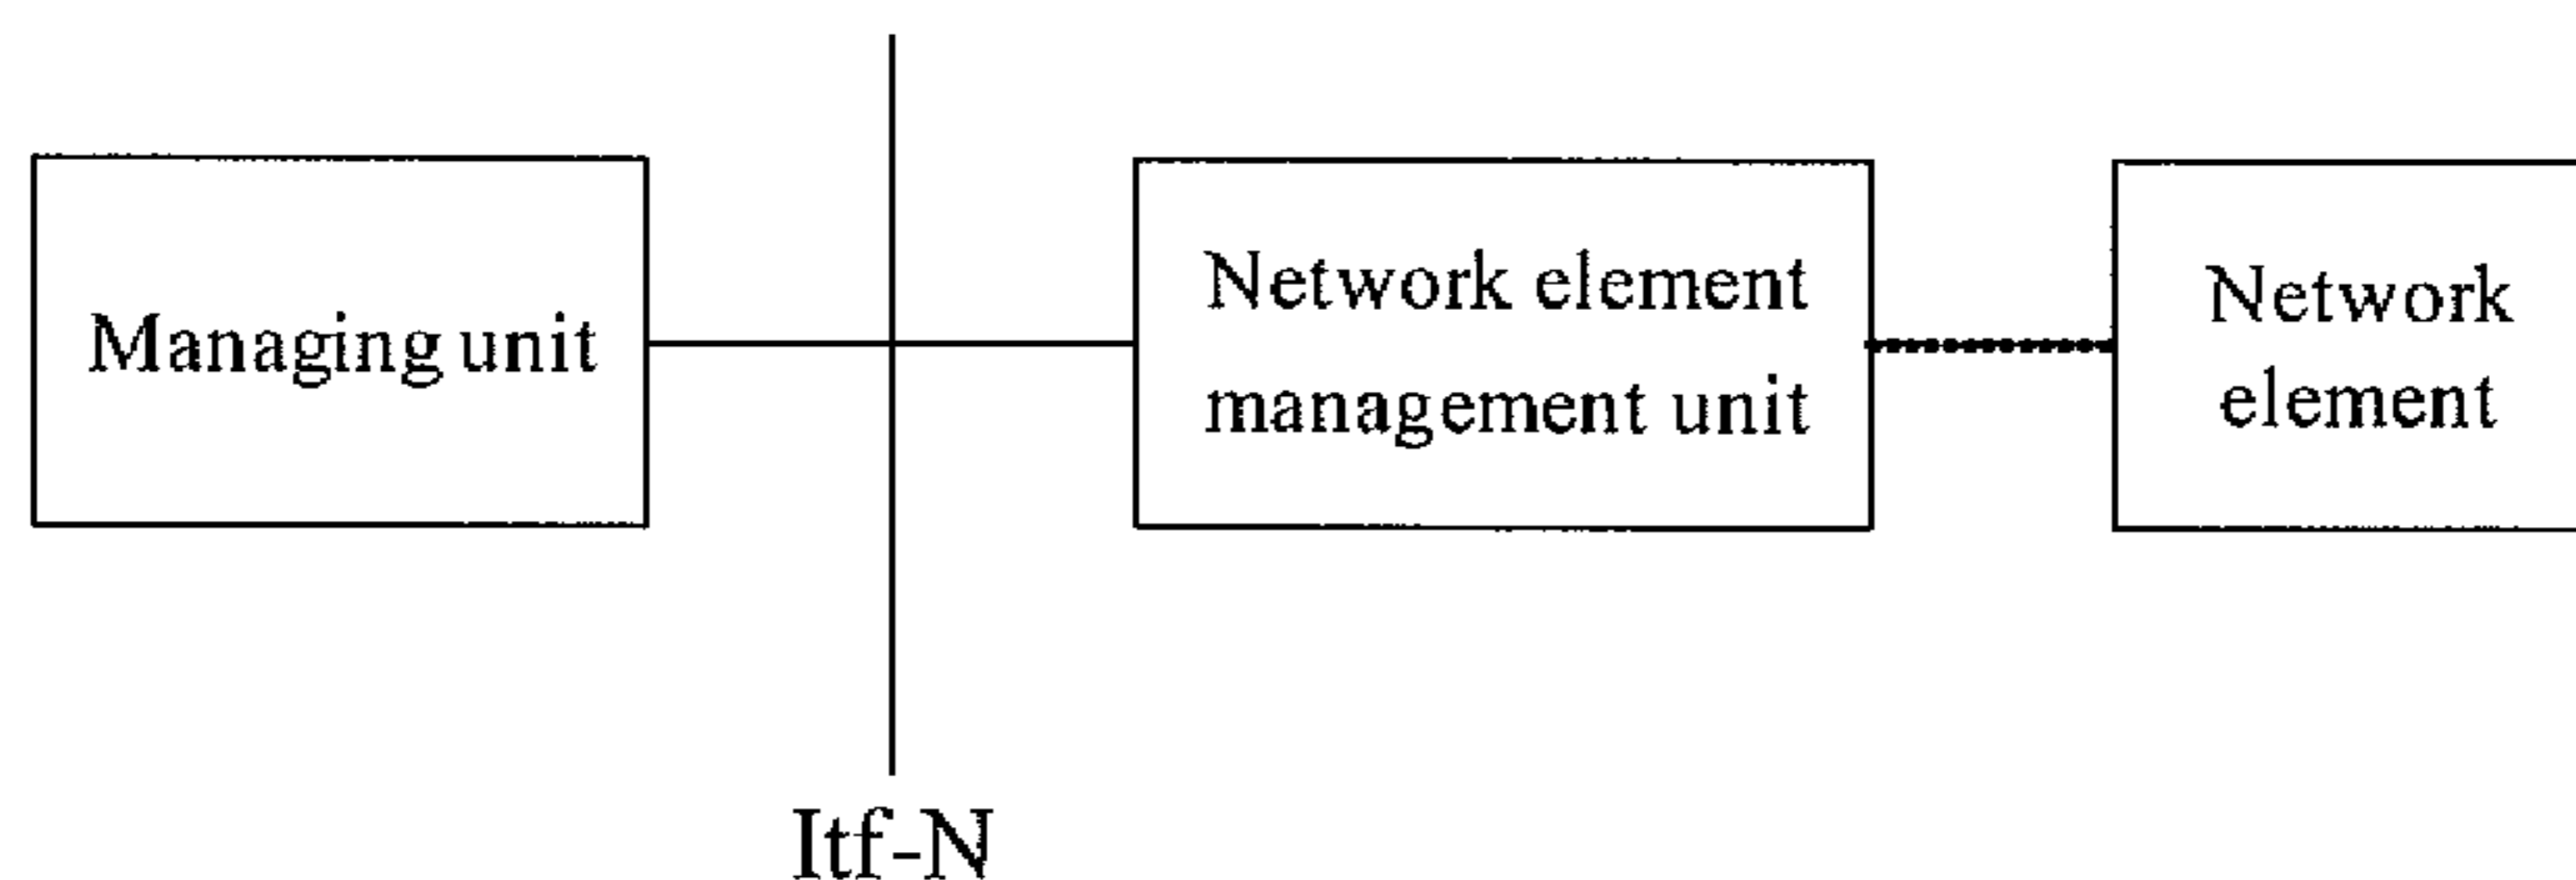 Managing unit
Network element
management unit
Network
element
Itf-N